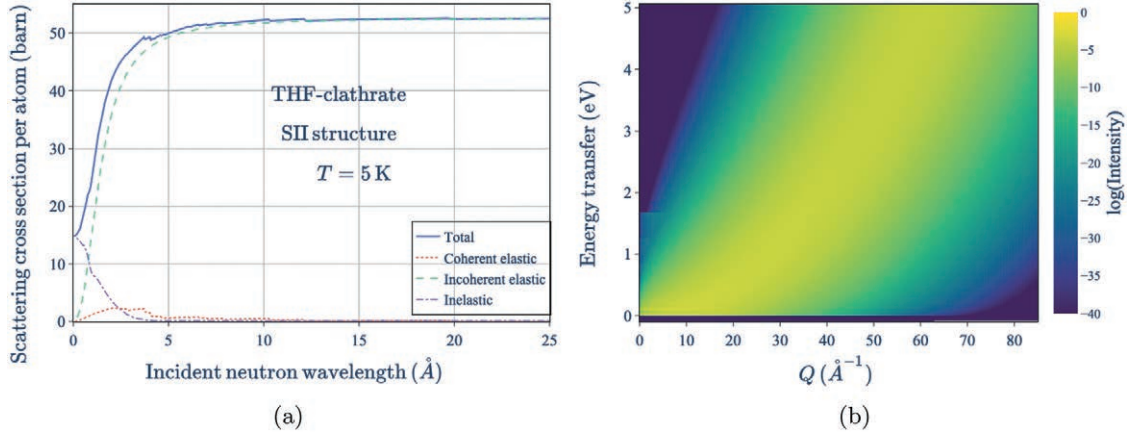 Scattering cross section per atom (barn)
50
40
30
20
10
0
THF-clathrate
SII structure
T = 5 K
Total
Coherent elastic
Incoherent elastic
Inelastic
0 5 10 15 20 25
Incident neutron wavelength (Å)
(a)
Energy transfer (eV)
5
4
3
2
1
0
0 10 20 30 40 50 60 70 80
Q (Å⁻¹)
0
−5
−10
−15
−20
−25
−30
−35
−40
log(Intensity)
(b)